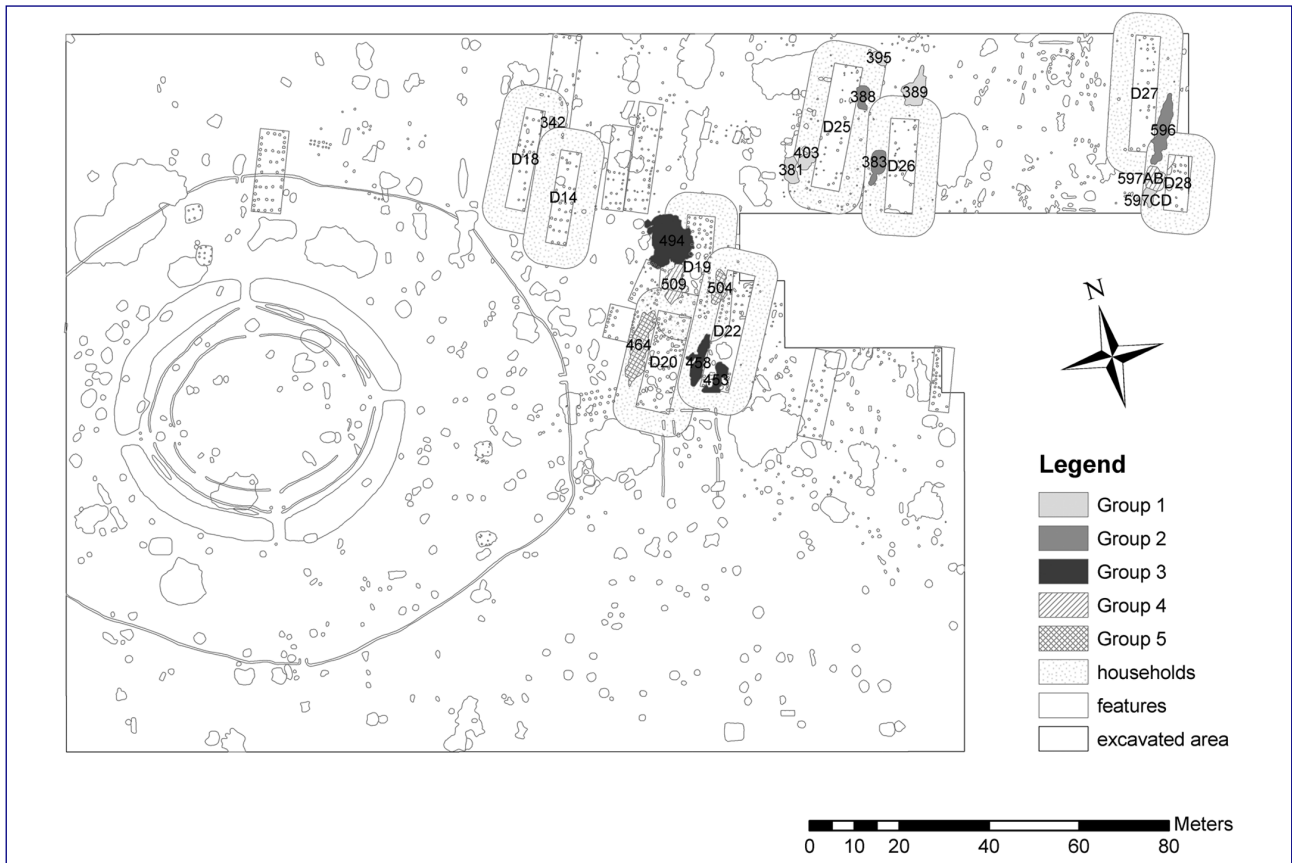 395
D27
388
389
D25
342
596
403
D18
383
D26
381
597AB
D28
D14
597CD
494
D19
509
504
N
D22
464
D20
458
453
Legend
Group 1
Group 2
Group 3
Group 4
Group 5
households
features
excavated area
Meters
0 10 20 40 60 80